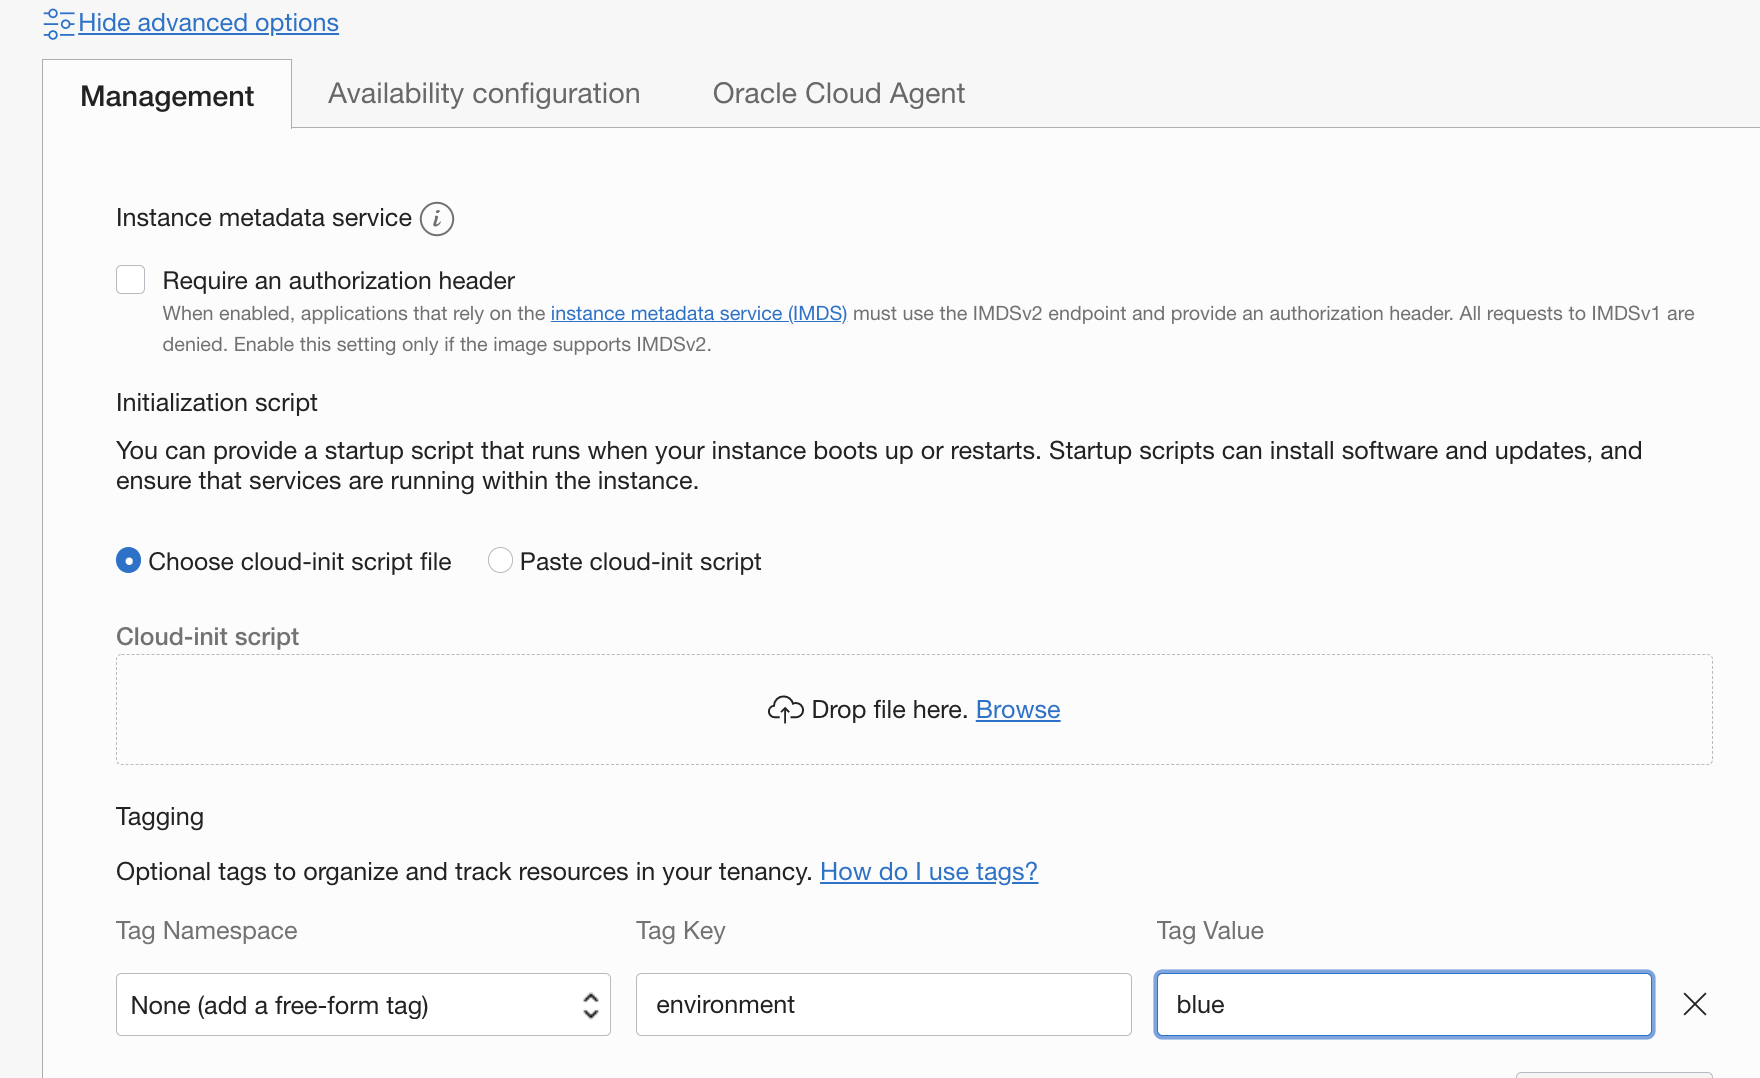 Hide advanced options
Management
Availability configuration
Oracle Cloud Agent
Instance metadata service i
Require an authorization header
When enabled, applications that rely on the instance metadata service (IMDS) must use the IMDSv2 endpoint and provide an authorization header. All requests to IMDSv1 are
denied. Enable this setting only if the image supports IMDSv2.
Initialization script
You can provide a startup script that runs when your instance boots up or restarts. Startup scripts can install software and updates, and
ensure that services are running within the instance.
Choose cloud-init script file
Paste cloud-init script
Cloud-init script
Drop file here. Browse
Tagging
Optional tags to organize and track resources in your tenancy. How do I use tags?
Tag Namespace
Tag Key
Tag Value
None (add a free-form tag)
environment
blue